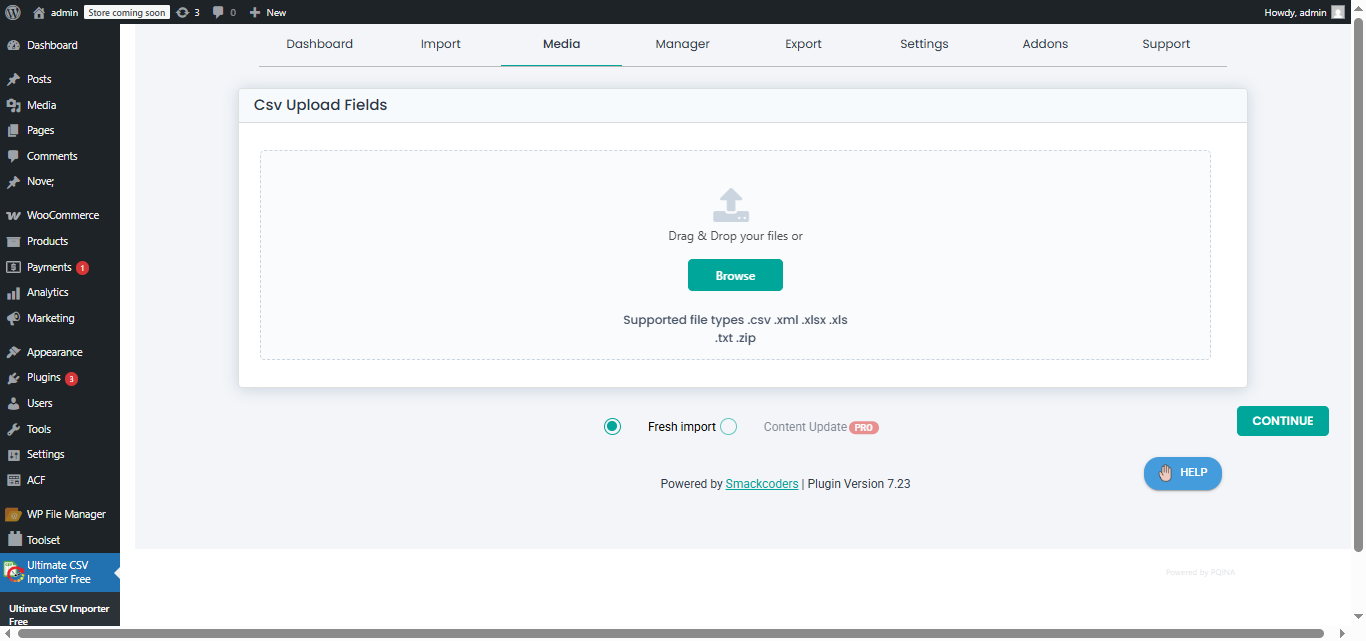 admin
Store coming soon
3
0
New
Howdy, admin
Dashboard
Posts
Media
Pages
Comments
Nove;
WooCommerce
Products
Payments 1
Analytics
Marketing
Appearance
Plugins 3
Users
Tools
Settings
ACF
WP File Manager
Toolset
Ultimate CSV
Importer Free
Ultimate CSV Importer
Free
Dashboard
Import
Media
Manager
Export
Settings
Addons
Support
Csv Upload Fields
Drag & Drop your files or
Browse
Supported file types .csv .xml .xlsx .xls
.txt .zip
Fresh import
Content Update PRO
CONTINUE
HELP
Powered by Smackcoders | Plugin Version 7.23
Powered by PQINA